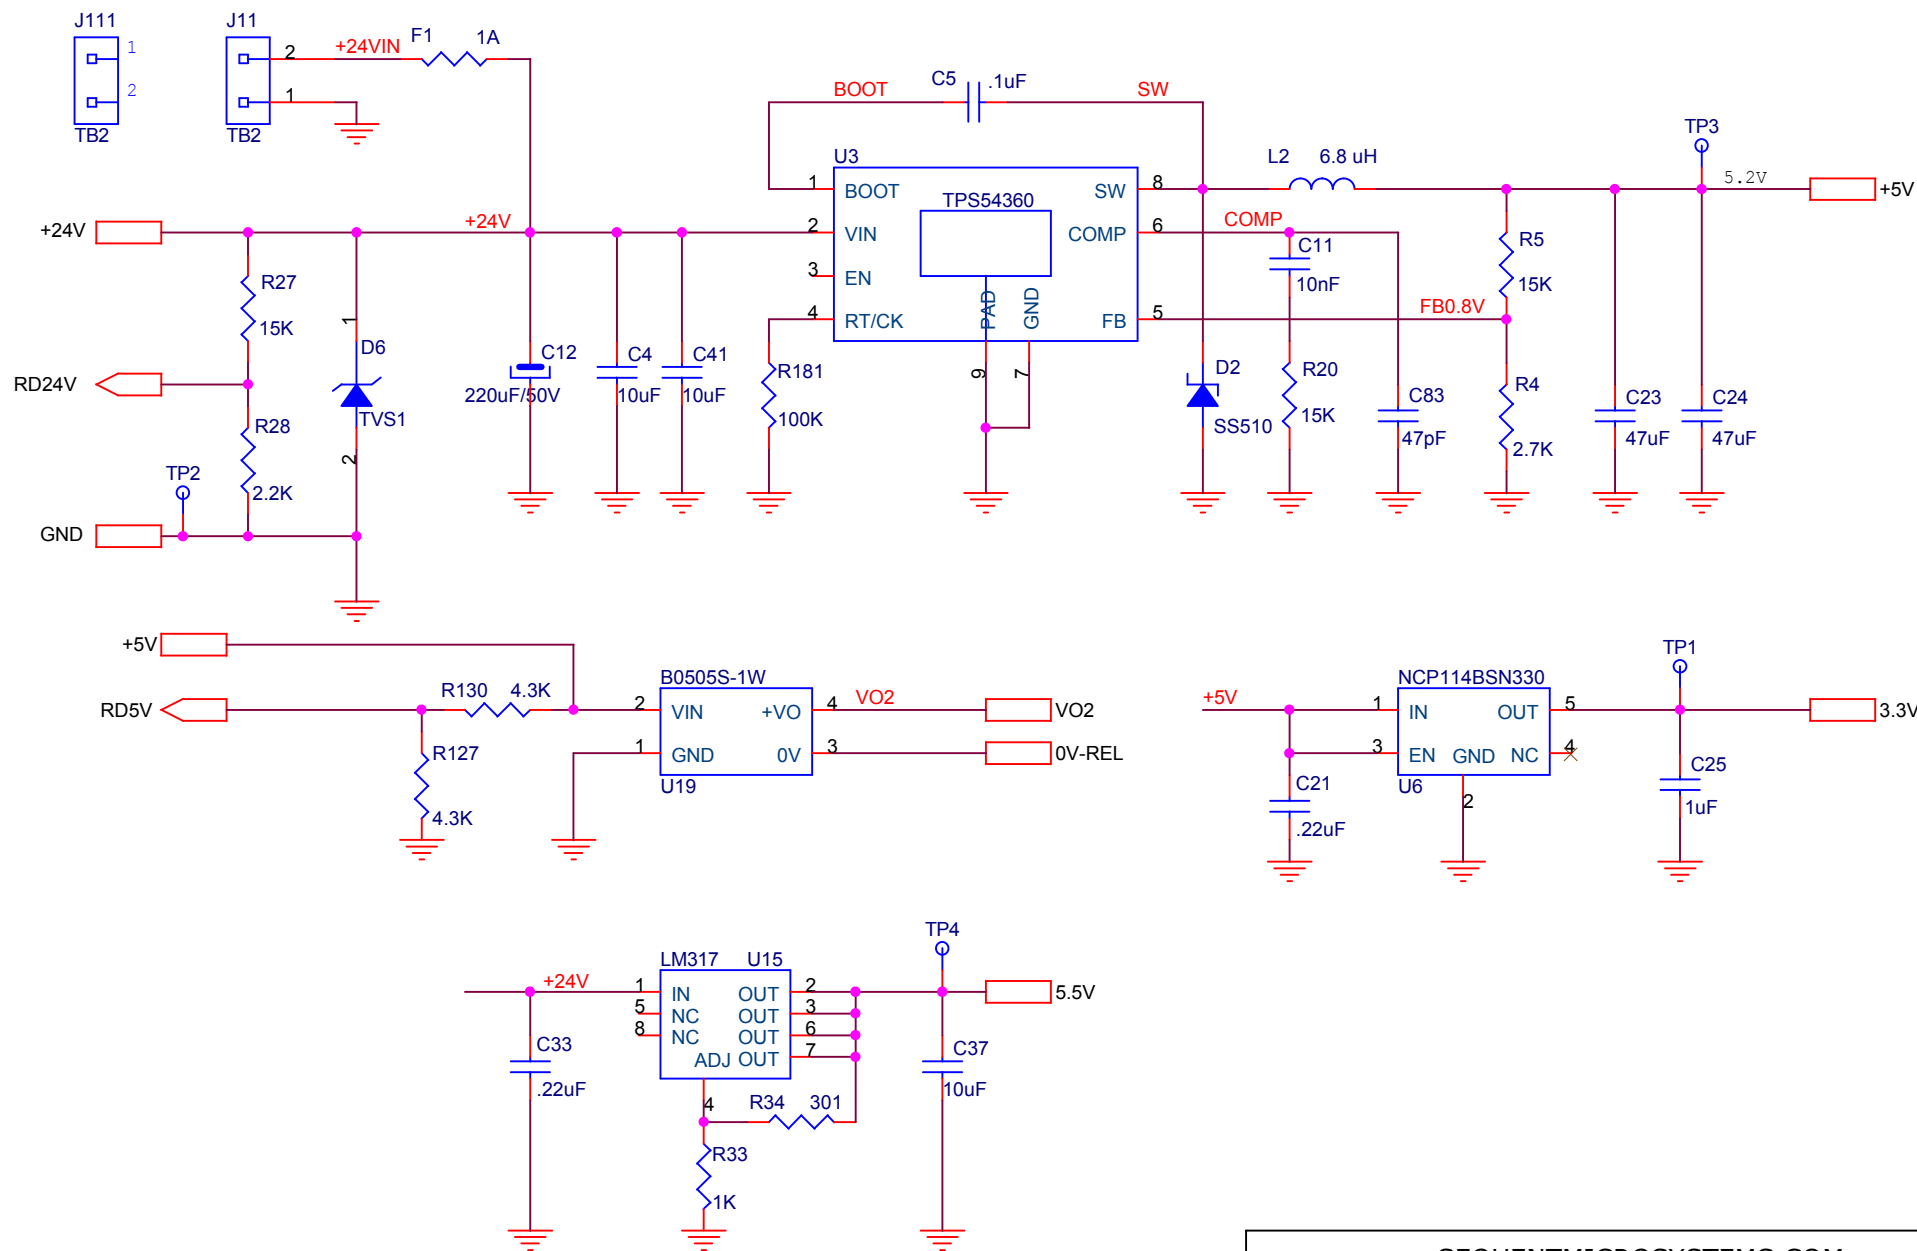 J111
1
2
TB2
J11
2
1
TB2
+24VIN
F1
1A
BOOT
C5
.1uF
SW
U3
TPS54360
1
BOOT
2
VIN
3
EN
4
RT/CK
PAD
GND
9
7
SW
8
COMP
6
FB
5
L2
6.8 uH
TP3
5.2V
+5V
COMP
C11
10nF
FB0.8V
R5
15K
R4
2.7K
D2
SS510
R20
15K
C83
47pF
C23
47uF
C24
47uF
+24V
+24V
R27
15K
RD24V
R28
2.2K
TP2
GND
1
D6
TVS1
2
C12
220uF/50V
C4
10uF
C41
10uF
R181
100K
+5V
RD5V
R130
4.3K
R127
4.3K
B0505S-1W
2
VIN
1
GND
+VO
4
0V
3
U19
VO2
VO2
0V-REL
NCP114BSN330
+5V
1
IN
3
EN
GND
2
OUT
5
NC
4
U6
C21
.22uF
TP1
3.3V
C25
1uF
LM317
U15
+24V
1
IN
5
NC
8
NC
ADJ
4
OUT
2
OUT
3
OUT
6
OUT
7
C33
.22uF
R34
301
R33
1K
TP4
5.5V
C37
10uF